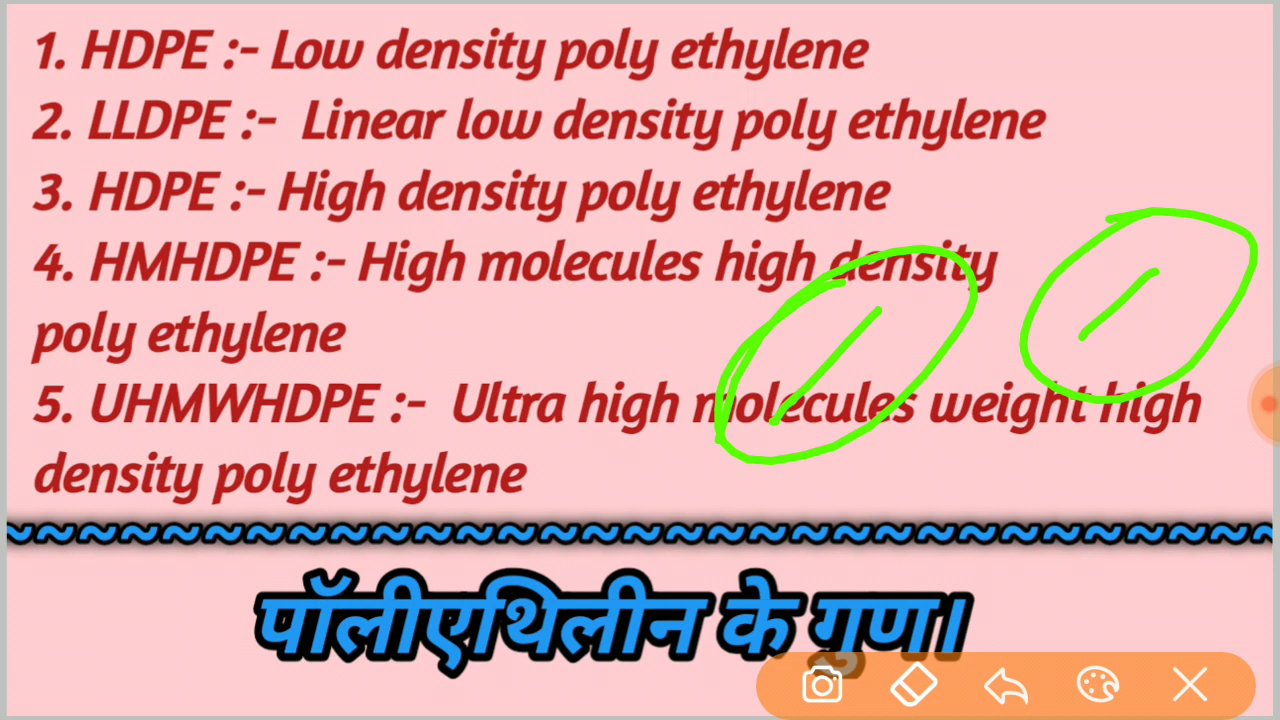 1. HDPE :- Low density poly ethylene
2. LLDPE :- Linear low density poly ethylene
3. HDPE :- High density poly ethylene
4. HMHDPE :- High molecules high density
poly ethylene
5. UHMWHDPE :- Ultra high molecules weight high
density poly ethylene
पॉलीएथिलीन के गुण।